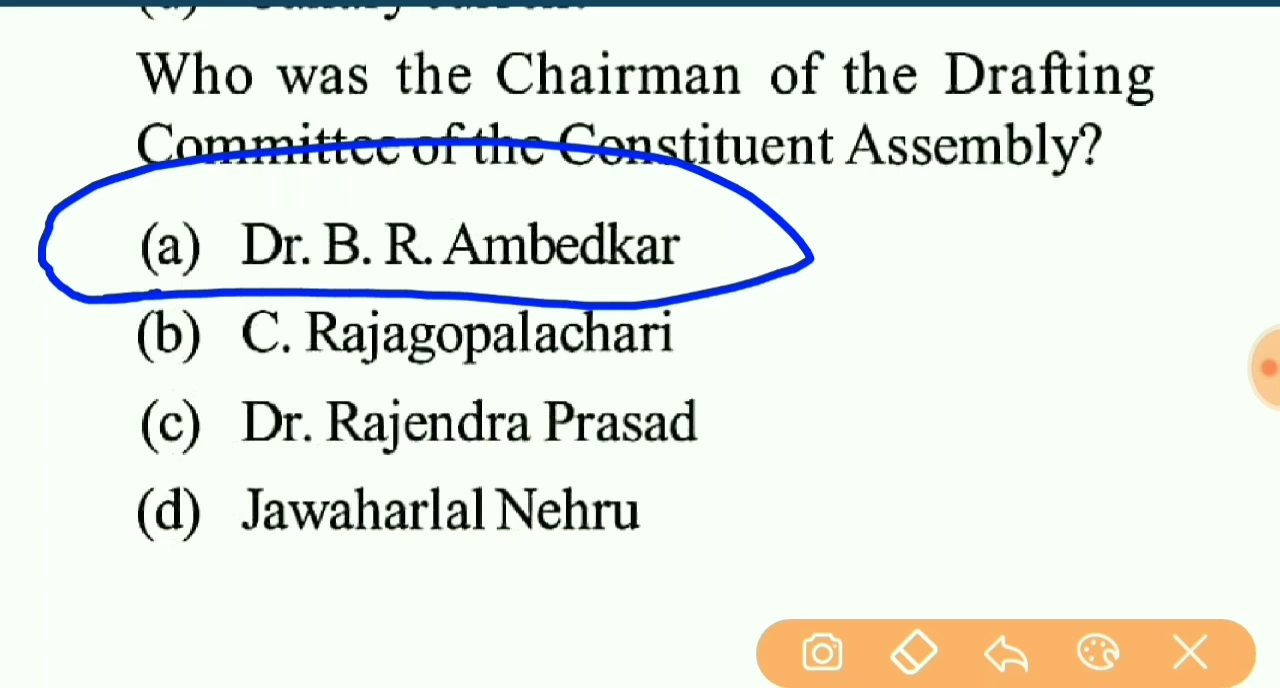 Who was the Chairman of the Drafting
Committee of the Constituent Assembly?
(a) Dr. B. R. Ambedkar
(b) C. Rajagopalachari
(c) Dr. Rajendra Prasad
(d) Jawaharlal Nehru